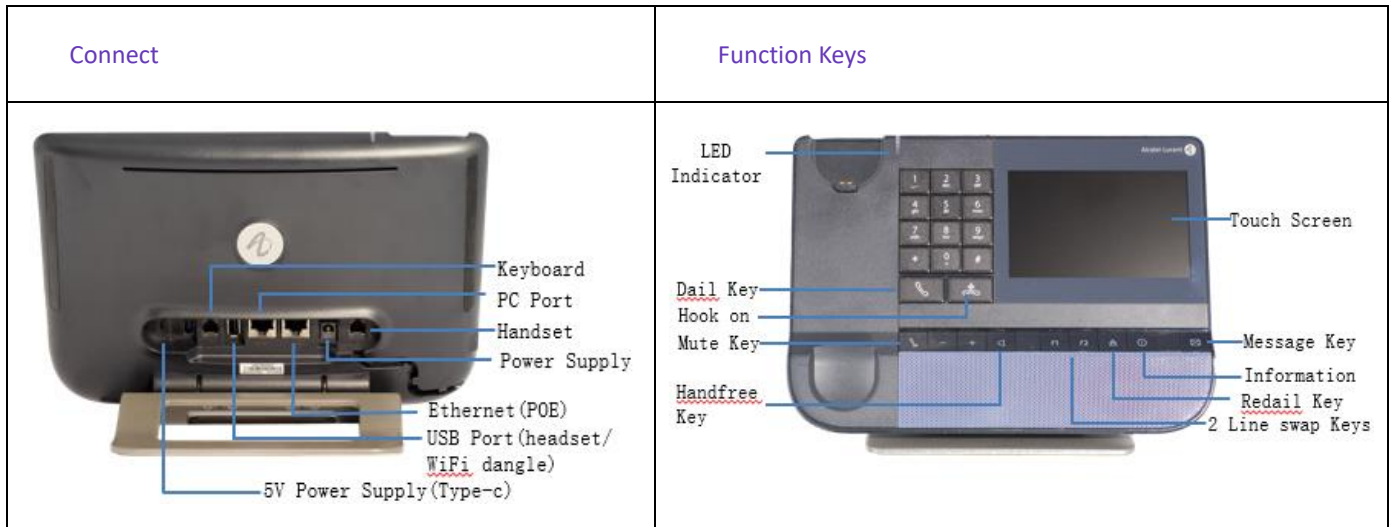 Connect
Function Keys
Keyboard
PC Port
Handset
Power Supply
Ethernet(POE)
USB Port(headset/
WiFi dangle)
5V Power Supply(Type-c)
LED
Indicator
Dail Key
Hook on
Mute Key
Handfree
Key
Alcatel·Lucent
1 2 3
4 5 6
7 8 9
* 0 #
Touch Screen
Message Key
Information
Redail Key
2 Line swap Keys